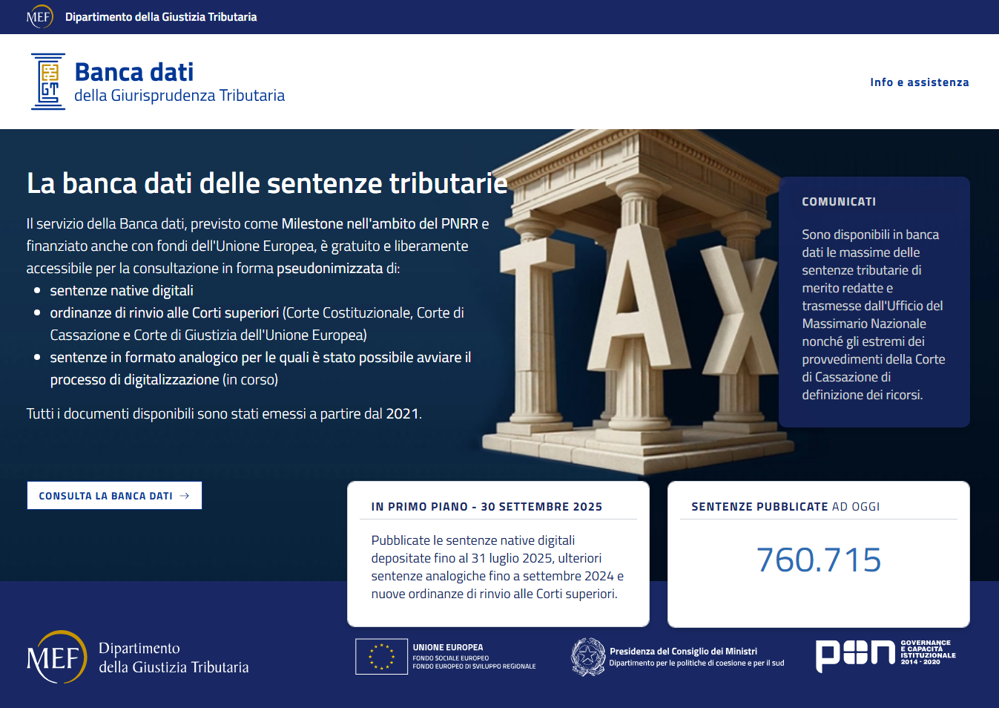 MEF Dipartimento della Giustizia Tributaria
GT
Banca dati
della Giurisprudenza Tributaria
Info e assistenza
La banca dati delle sentenze tributarie
Il servizio della Banca dati, previsto come Milestone nell'ambito del PNRR e
finanziato anche con fondi dell'Unione Europea, è gratuito e liberamente
accessibile per la consultazione in forma pseudonimizzata di:
sentenze native digitali
ordinanze di rinvio alle Corti superiori (Corte Costituzionale, Corte di
Cassazione e Corte di Giustizia dell'Unione Europea)
sentenze in formato analogico per le quali è stato possibile avviare il
processo di digitalizzazione (in corso)
Tutti i documenti disponibili sono stati emessi a partire dal 2021.
CONSULTA LA BANCA DATI →
TAX
COMUNICATI
Sono disponibili in banca
dati le massime delle
sentenze tributarie di
merito redatte e
trasmesse dall'Ufficio del
Massimario Nazionale
nonché gli estremi dei
provvedimenti della Corte
di Cassazione di
definizione dei ricorsi.
IN PRIMO PIANO - 30 SETTEMBRE 2025
Pubblicate le sentenze native digitali
depositate fino al 31 luglio 2025, ulteriori
sentenze analogiche fino a settembre 2024 e
nuove ordinanze di rinvio alle Corti superiori.
SENTENZE PUBBLICATE AD OGGI
760.715
MEF
Dipartimento
della Giustizia Tributaria
UNIONE EUROPEA
FONDO SOCIALE EUROPEO
FONDO EUROPEO DI SVILUPPO REGIONALE
Presidenza del Consiglio dei Ministri
Dipartimento per le politiche di coesione e per il sud
pon
GOVERNANCE
E CAPACITÀ
ISTITUZIONALE
2014 - 2020